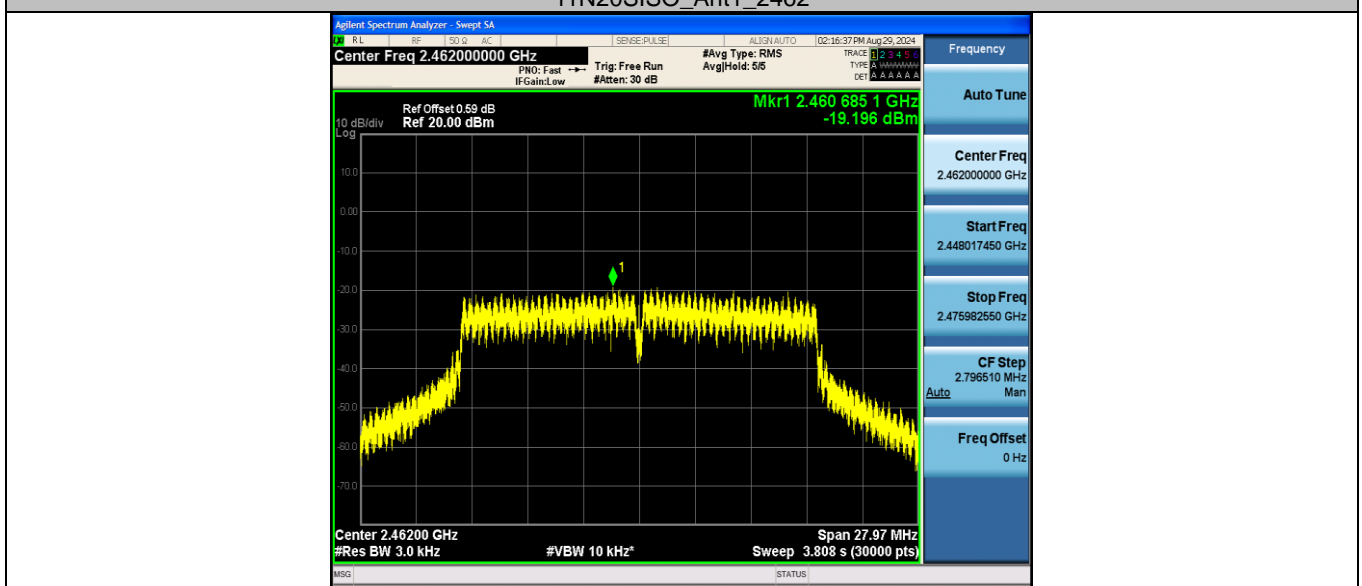 Agilent Spectrum Analyzer - Swept SA
RL RF 50 Ω AC SENSE:PULSE ALIGN AUTO 02:16:37 PM Aug 29, 2024
Center Freq 2.462000000 GHz
PNO: Fast
IFGain:Low
Trig: Free Run
#Atten: 30 dB
#Avg Type: RMS
Avg|Hold: 5/5
TRACE 1 2 3 4 5 6
TYPE A
DET A A A A A A
Ref Offset 0.59 dB
10 dB/div Ref 20.00 dBm
Log
Mkr1 2.460 685 1 GHz
-19.196 dBm
10.0
0.00
-10.0
-20.0
-30.0
-40.0
-50.0
-60.0
-70.0
1
Center 2.46200 GHz Span 27.97 MHz
#Res BW 3.0 kHz #VBW 10 kHz* Sweep 3.808 s (30000 pts)
MSG STATUS
Frequency
Auto Tune
Center Freq
2.462000000 GHz
Start Freq
2.448017450 GHz
Stop Freq
2.475982550 GHz
CF Step
2.796510 MHz
Auto Man
Freq Offset
0 Hz